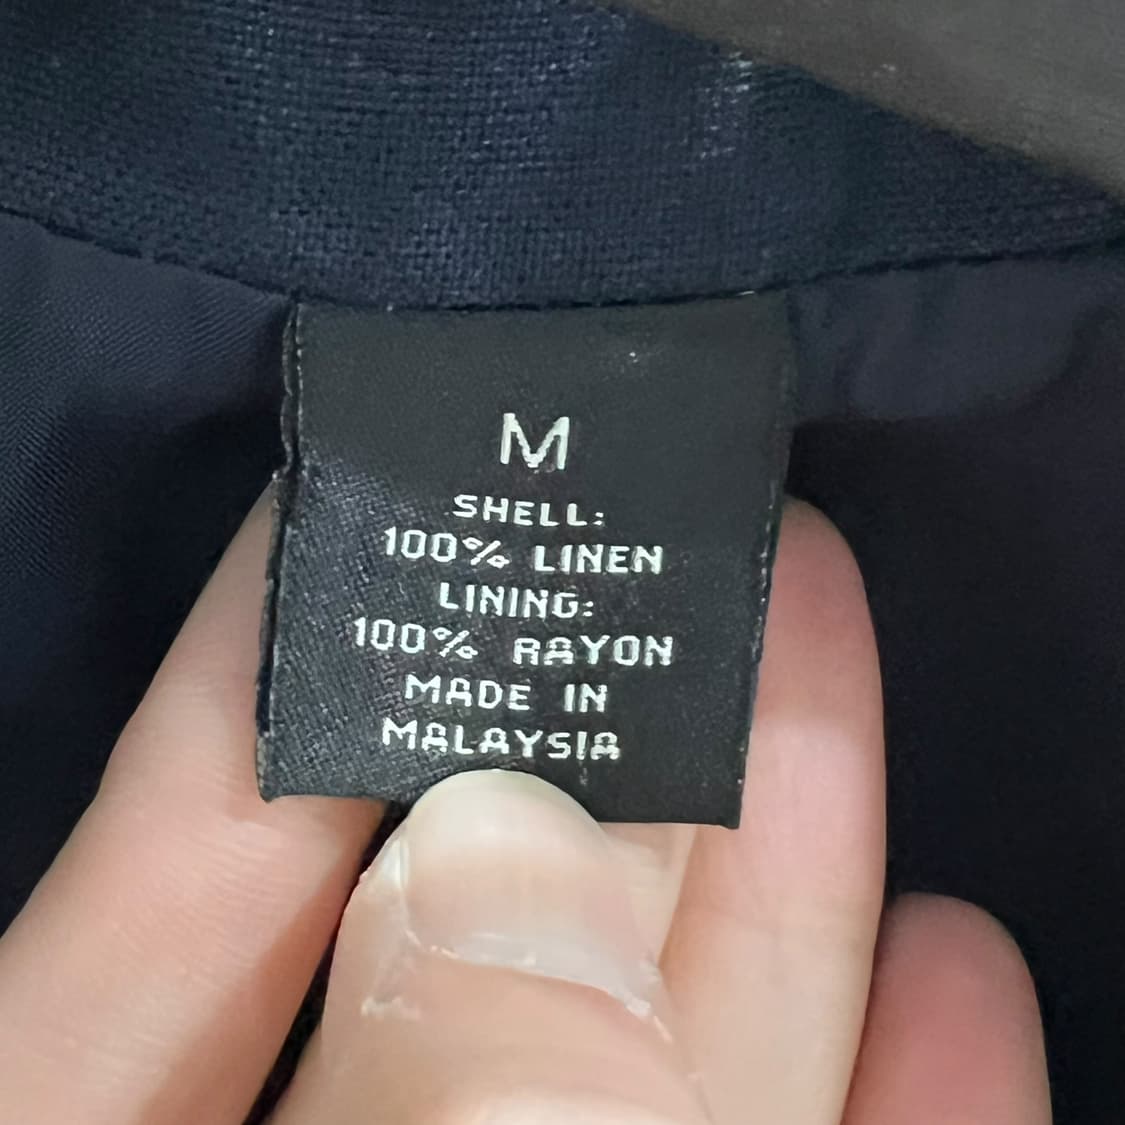 M
SHELL:
100% LINEN
LINING:
100% RAYON
MADE IN
MALAYSIA